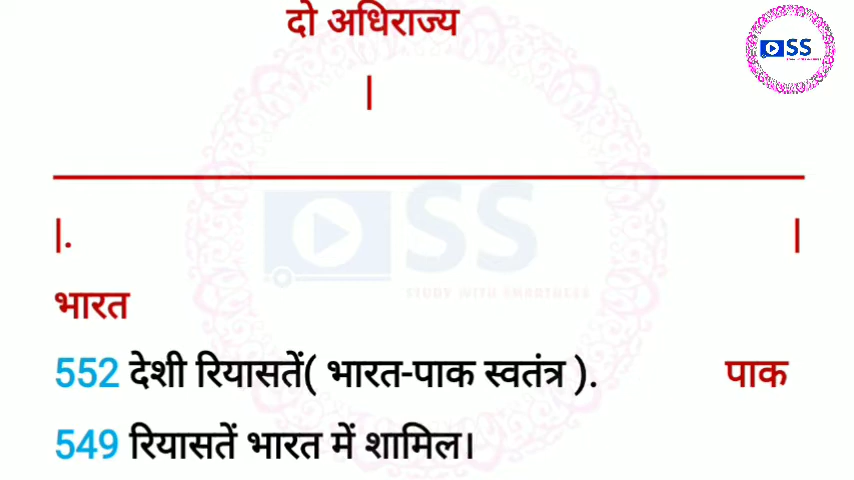 दो अधिराज्य
SS
|
SS
STUDY WITH SMARTNESS
|. |
भारत
552 देशी रियासतें( भारत-पाक स्वतंत्र ). पाक
549 रियासतें भारत में शामिल।